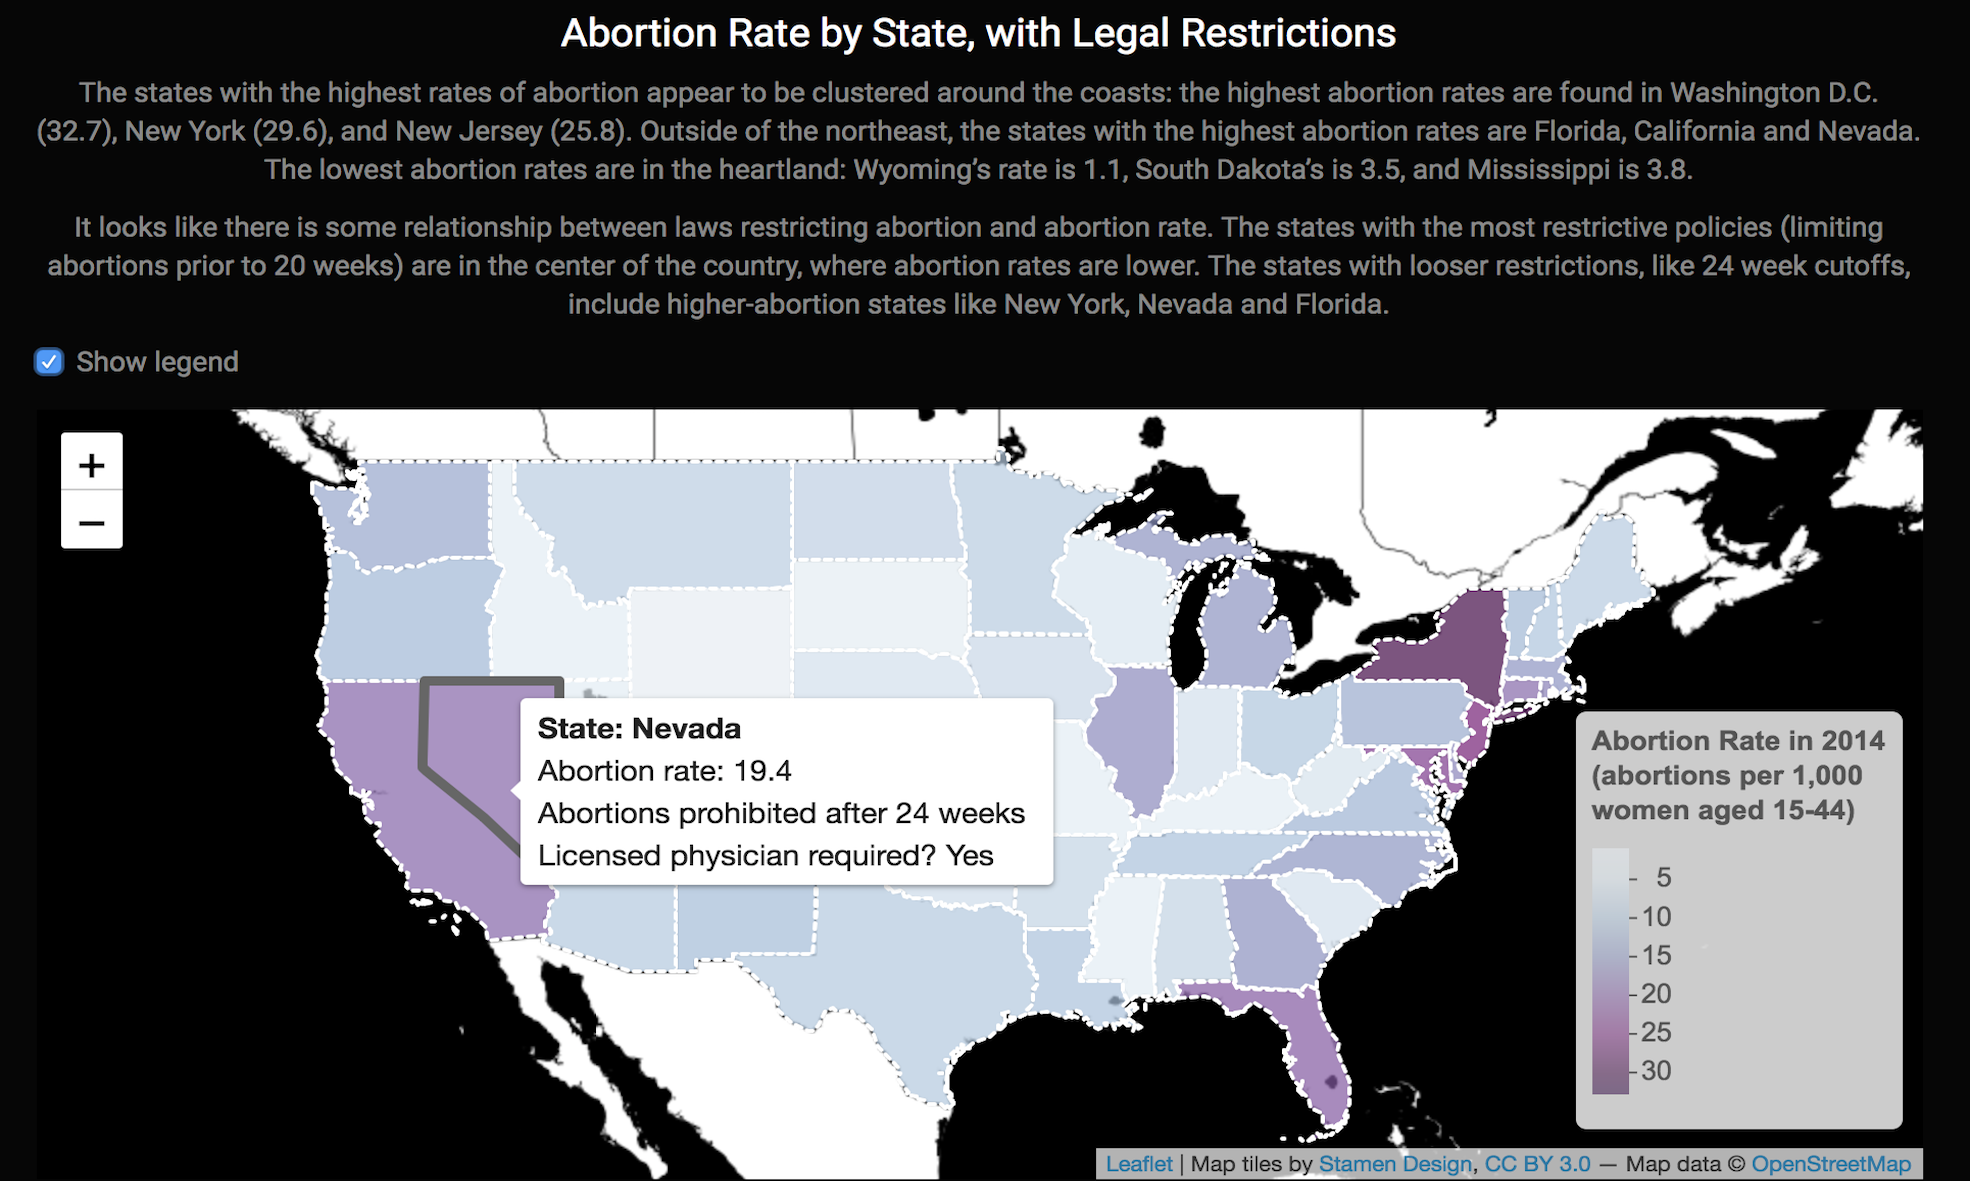 Abortion Rate by State, with Legal Restrictions
The states with the highest rates of abortion appear to be clustered around the coasts: the highest abortion rates are found in Washington D.C.
(32.7), New York (29.6), and New Jersey (25.8). Outside of the northeast, the states with the highest abortion rates are Florida, California and Nevada.
The lowest abortion rates are in the heartland: Wyoming’s rate is 1.1, South Dakota’s is 3.5, and Mississippi is 3.8.
It looks like there is some relationship between laws restricting abortion and abortion rate. The states with the most restrictive policies (limiting
abortions prior to 20 weeks) are in the center of the country, where abortion rates are lower. The states with looser restrictions, like 24 week cutoffs,
include higher-abortion states like New York, Nevada and Florida.
Show legend
+
−
State: Nevada
Abortion rate: 19.4
Abortions prohibited after 24 weeks
Licensed physician required? Yes
Abortion Rate in 2014
(abortions per 1,000
women aged 15-44)
5
10
15
20
25
30
Leaflet | Map tiles by Stamen Design, CC BY 3.0 — Map data © OpenStreetMap